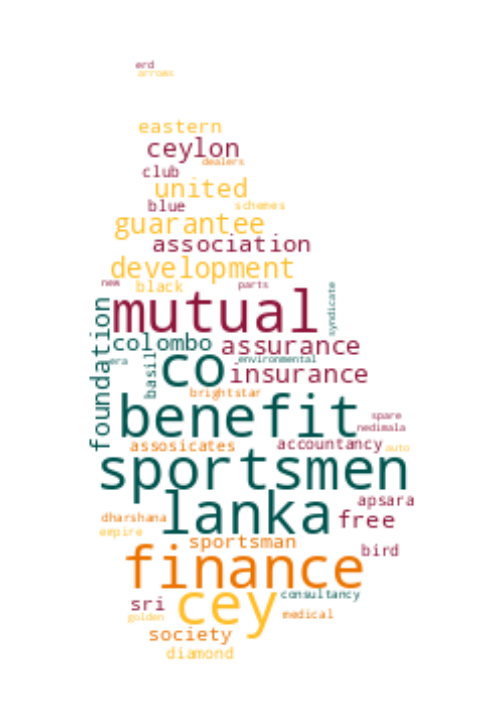 erd
arroms
eastern
ceylon
dealers
club
united
blue
schemes
guarantee
association
development
new
black
parts
mutual
syndicate
foundation
colombo
assurance
era
basil
co
environmental
insurance
brightstar
benefit
spare
nedimala
assosicates
accountancy
auto
sportsmen
lanka
apsara
dharshana
free
empire
sportsman
bird
finance
cey
consultancy
sri
golden
medical
society
diamond